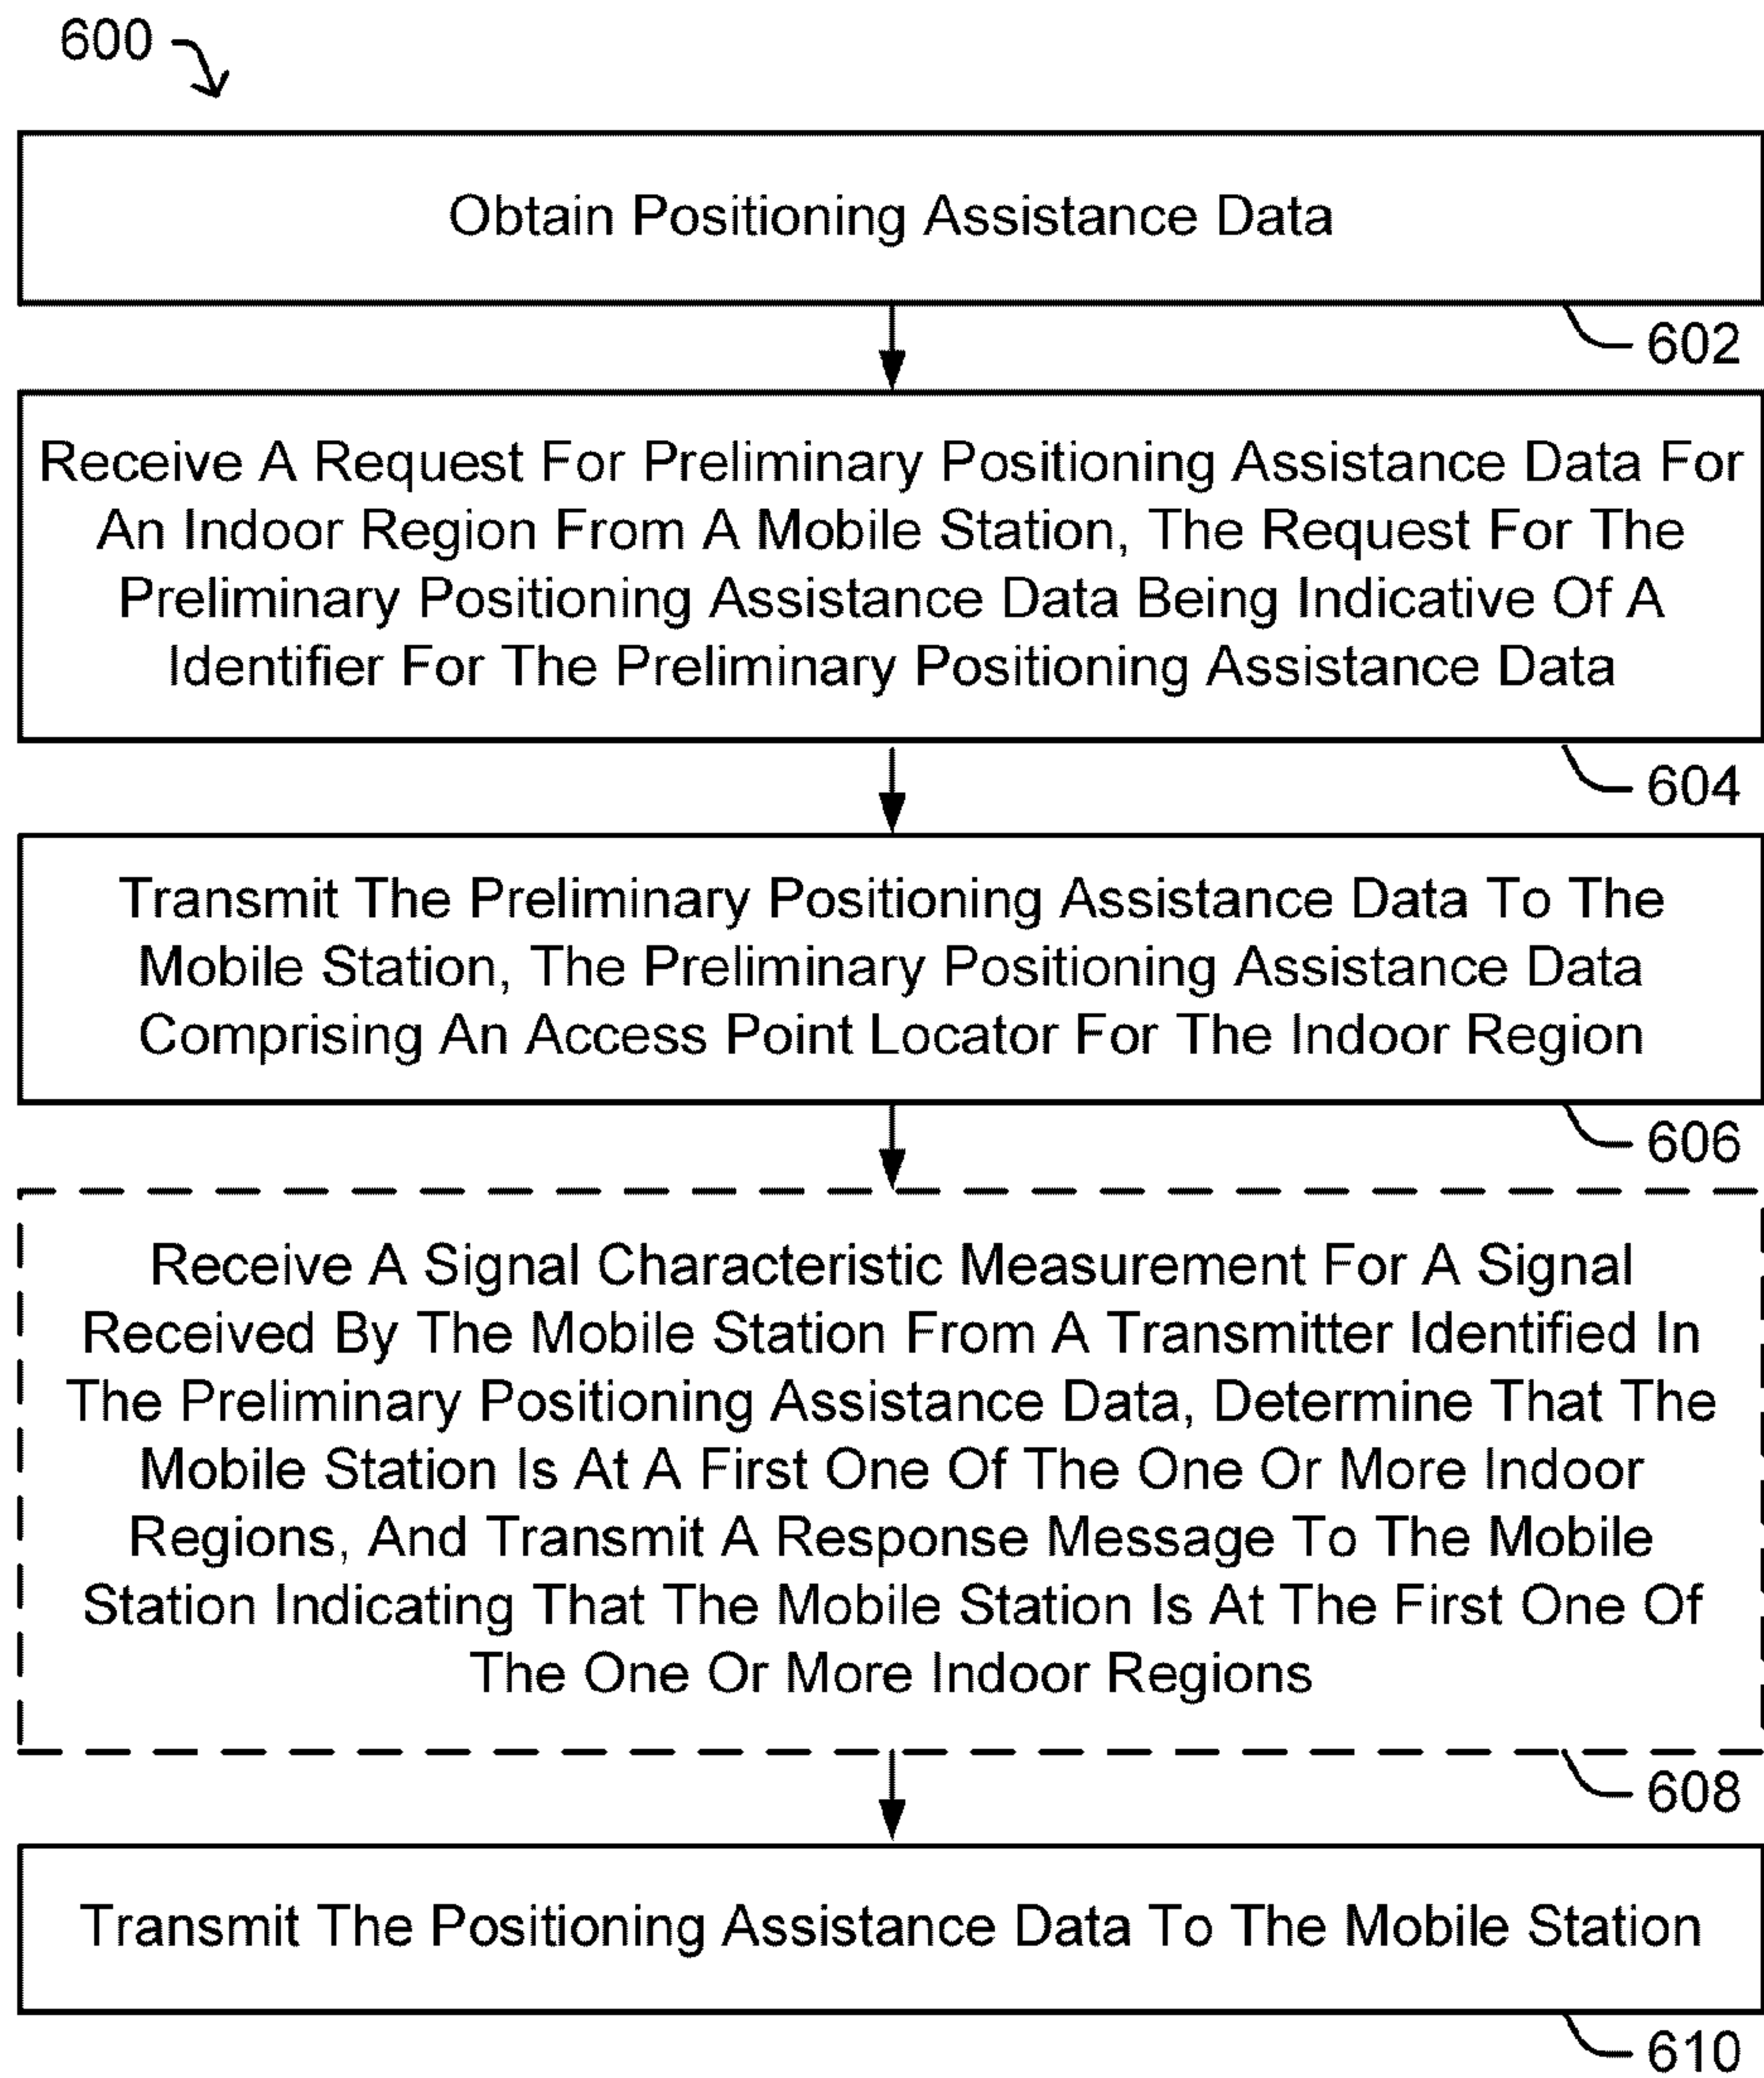 600
Obtain Positioning Assistance Data
602
Receive A Request For Preliminary Positioning Assistance Data For
An Indoor Region From A Mobile Station, The Request For The
Preliminary Positioning Assistance Data Being Indicative Of A
Identifier For The Preliminary Positioning Assistance Data
604
Transmit The Preliminary Positioning Assistance Data To The
Mobile Station, The Preliminary Positioning Assistance Data
Comprising An Access Point Locator For The Indoor Region
606
Receive A Signal Characteristic Measurement For A Signal
Received By The Mobile Station From A Transmitter Identified In
The Preliminary Positioning Assistance Data, Determine That The
Mobile Station Is At A First One Of The One Or More Indoor
Regions, And Transmit A Response Message To The Mobile
Station Indicating That The Mobile Station Is At The First One Of
The One Or More Indoor Regions
608
Transmit The Positioning Assistance Data To The Mobile Station
610